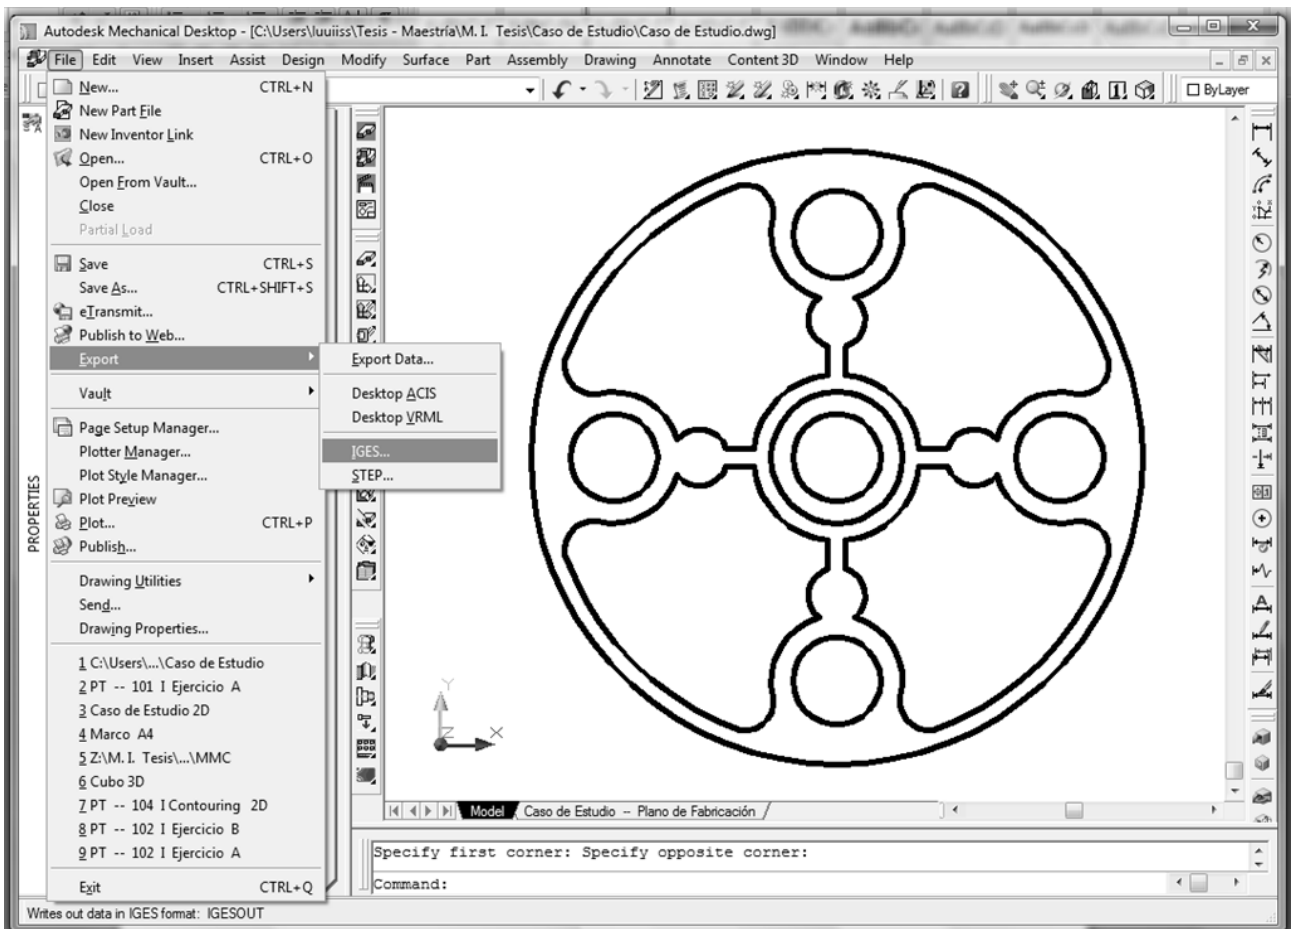 Autodesk Mechanical Desktop - [C:\Users\luuiiss\Tesis - Maestría\M. I.  Tesis\Caso de Estudio\Caso de Estudio.dwg]
File Edit View Insert Assist Design Modify Surface Part Assembly Drawing Annotate Content 3D Window Help
New... CTRL+N
ByLayer
New Part File
New Inventor Link
Open... CTRL+O
Open From Vault...
Close
Partial Load
Save CTRL+S
Save As... CTRL+SHIFT+S
eTransmit...
Publish to Web...
Export
Export Data...
Desktop ACIS
Desktop VRML
IGES...
STEP...
Vault
Page Setup Manager...
Plotter Manager...
Plot Style Manager...
Plot Preview
Plot... CTRL+P
Publish...
Drawing Utilities
Send...
Drawing Properties...
1 C:\Users\...\Caso de Estudio
2 PT -- 101 I Ejercicio A
3 Caso de Estudio 2D
4 Marco A4
5 Z:\M. I. Tesis\...\MMC
6 Cubo 3D
7 PT -- 104 I Contouring 2D
8 PT -- 102 I Ejercicio B
9 PT -- 102 I Ejercicio A
Exit CTRL+Q
PROPERTIES
Y
Z
X
Model Caso de Estudio -- Plano de Fabricación
Specify first corner: Specify opposite corner:
Command:
Writes out data in IGES format: IGESOUT